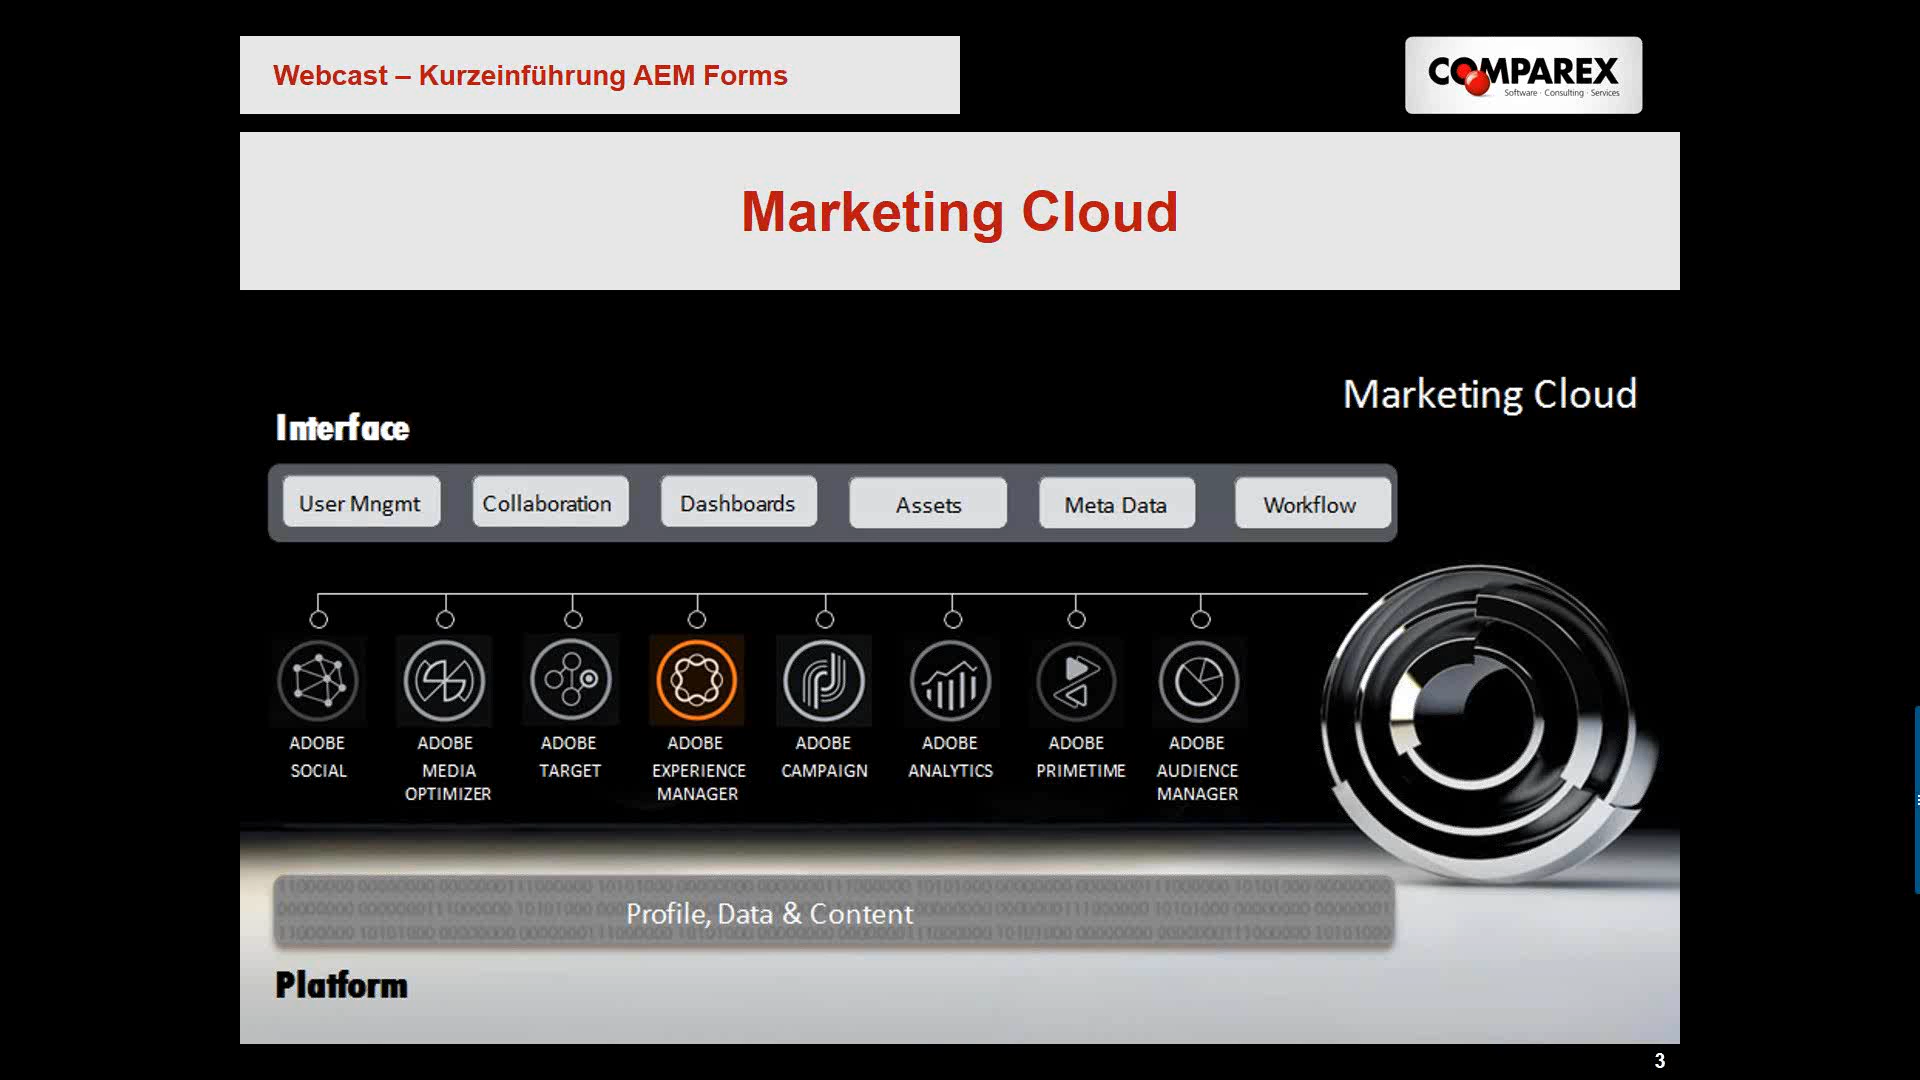 Webcast – Kurzeinführung AEM Forms
COMPAREX
Software · Consulting · Services
Marketing Cloud
Marketing Cloud
Interface
User Mngmt
Collaboration
Dashboards
Assets
Meta Data
Workflow
ADOBE
SOCIAL
ADOBE
MEDIA
OPTIMIZER
ADOBE
TARGET
ADOBE
EXPERIENCE
MANAGER
ADOBE
CAMPAIGN
ADOBE
ANALYTICS
ADOBE
PRIMETIME
ADOBE
AUDIENCE
MANAGER
Profile, Data & Content
Platform
3